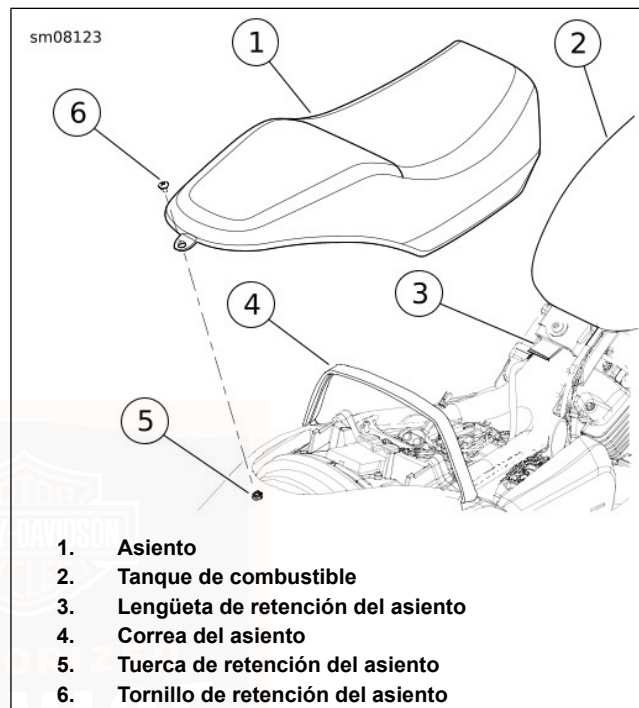 sm08123
1
2
6
3
4
5
1. Asiento
2. Tanque de combustible
3. Lengüeta de retención del asiento
4. Correa del asiento
5. Tuerca de retención del asiento
6. Tornillo de retención del asiento